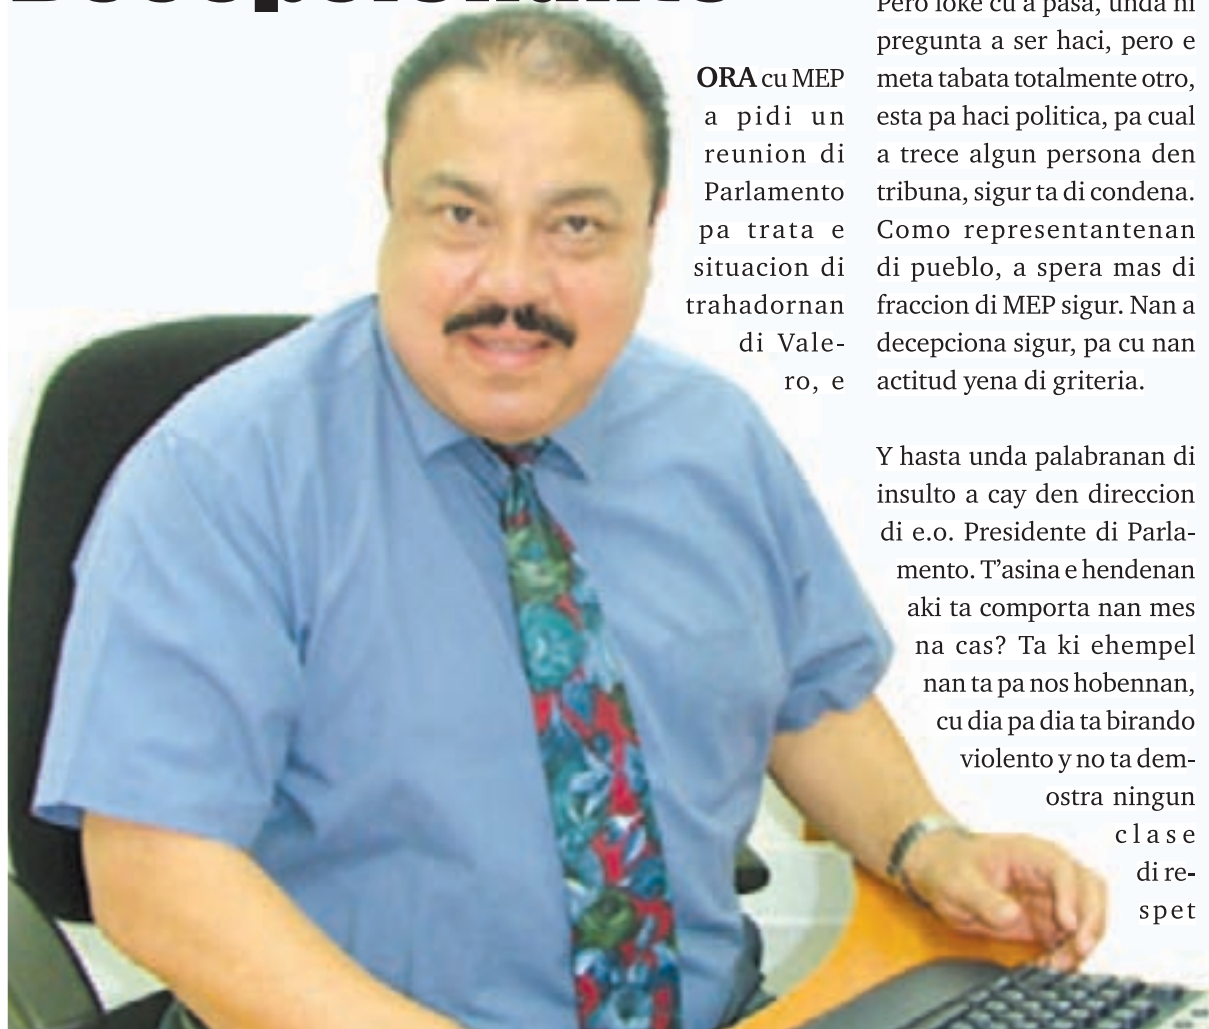 ORA cu MEP
a pidi un
reunion di
Parlamento
pa trata e
situacion di
trahadornan
di Vale-
ro, e
Pero loke cu a pasa, unda ni
pregunta a ser haci, pero e
meta tabata totalmente otro,
esta pa haci politica, pa cual
a trece algun persona den
tribuna, sigur ta di condena.
Como representantenan
di pueblo, a spera mas di
fraccion di MEP sigur. Nan a
decepciona sigur, pa cu nan
actitud yena di griteria.
Y hasta unda palabranan di
insulto a cay den direccion
di e.o. Presidente di Parla-
mento. T’asina e hendenan
aki ta comporta nan mes
na cas? Ta ki ehempel
nan ta pa nos hobennan,
cu dia pa dia ta birando
violento y no ta dem-
ostra ningun
clase
di re-
spet